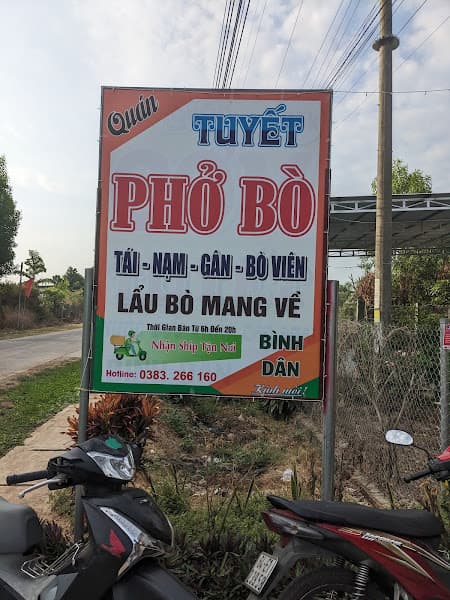 Quán
TUYẾT
PHỞ BÒ
TÁI - NẠM - GÂN - BÒ VIÊN
LẨU BÒ MANG VỀ
Thời Gian Bán Từ 6h Đến 20h
Nhận Ship Tận Nơi
BÌNH
DÂN
Hotline: 0383. 266 160
Kính mời!